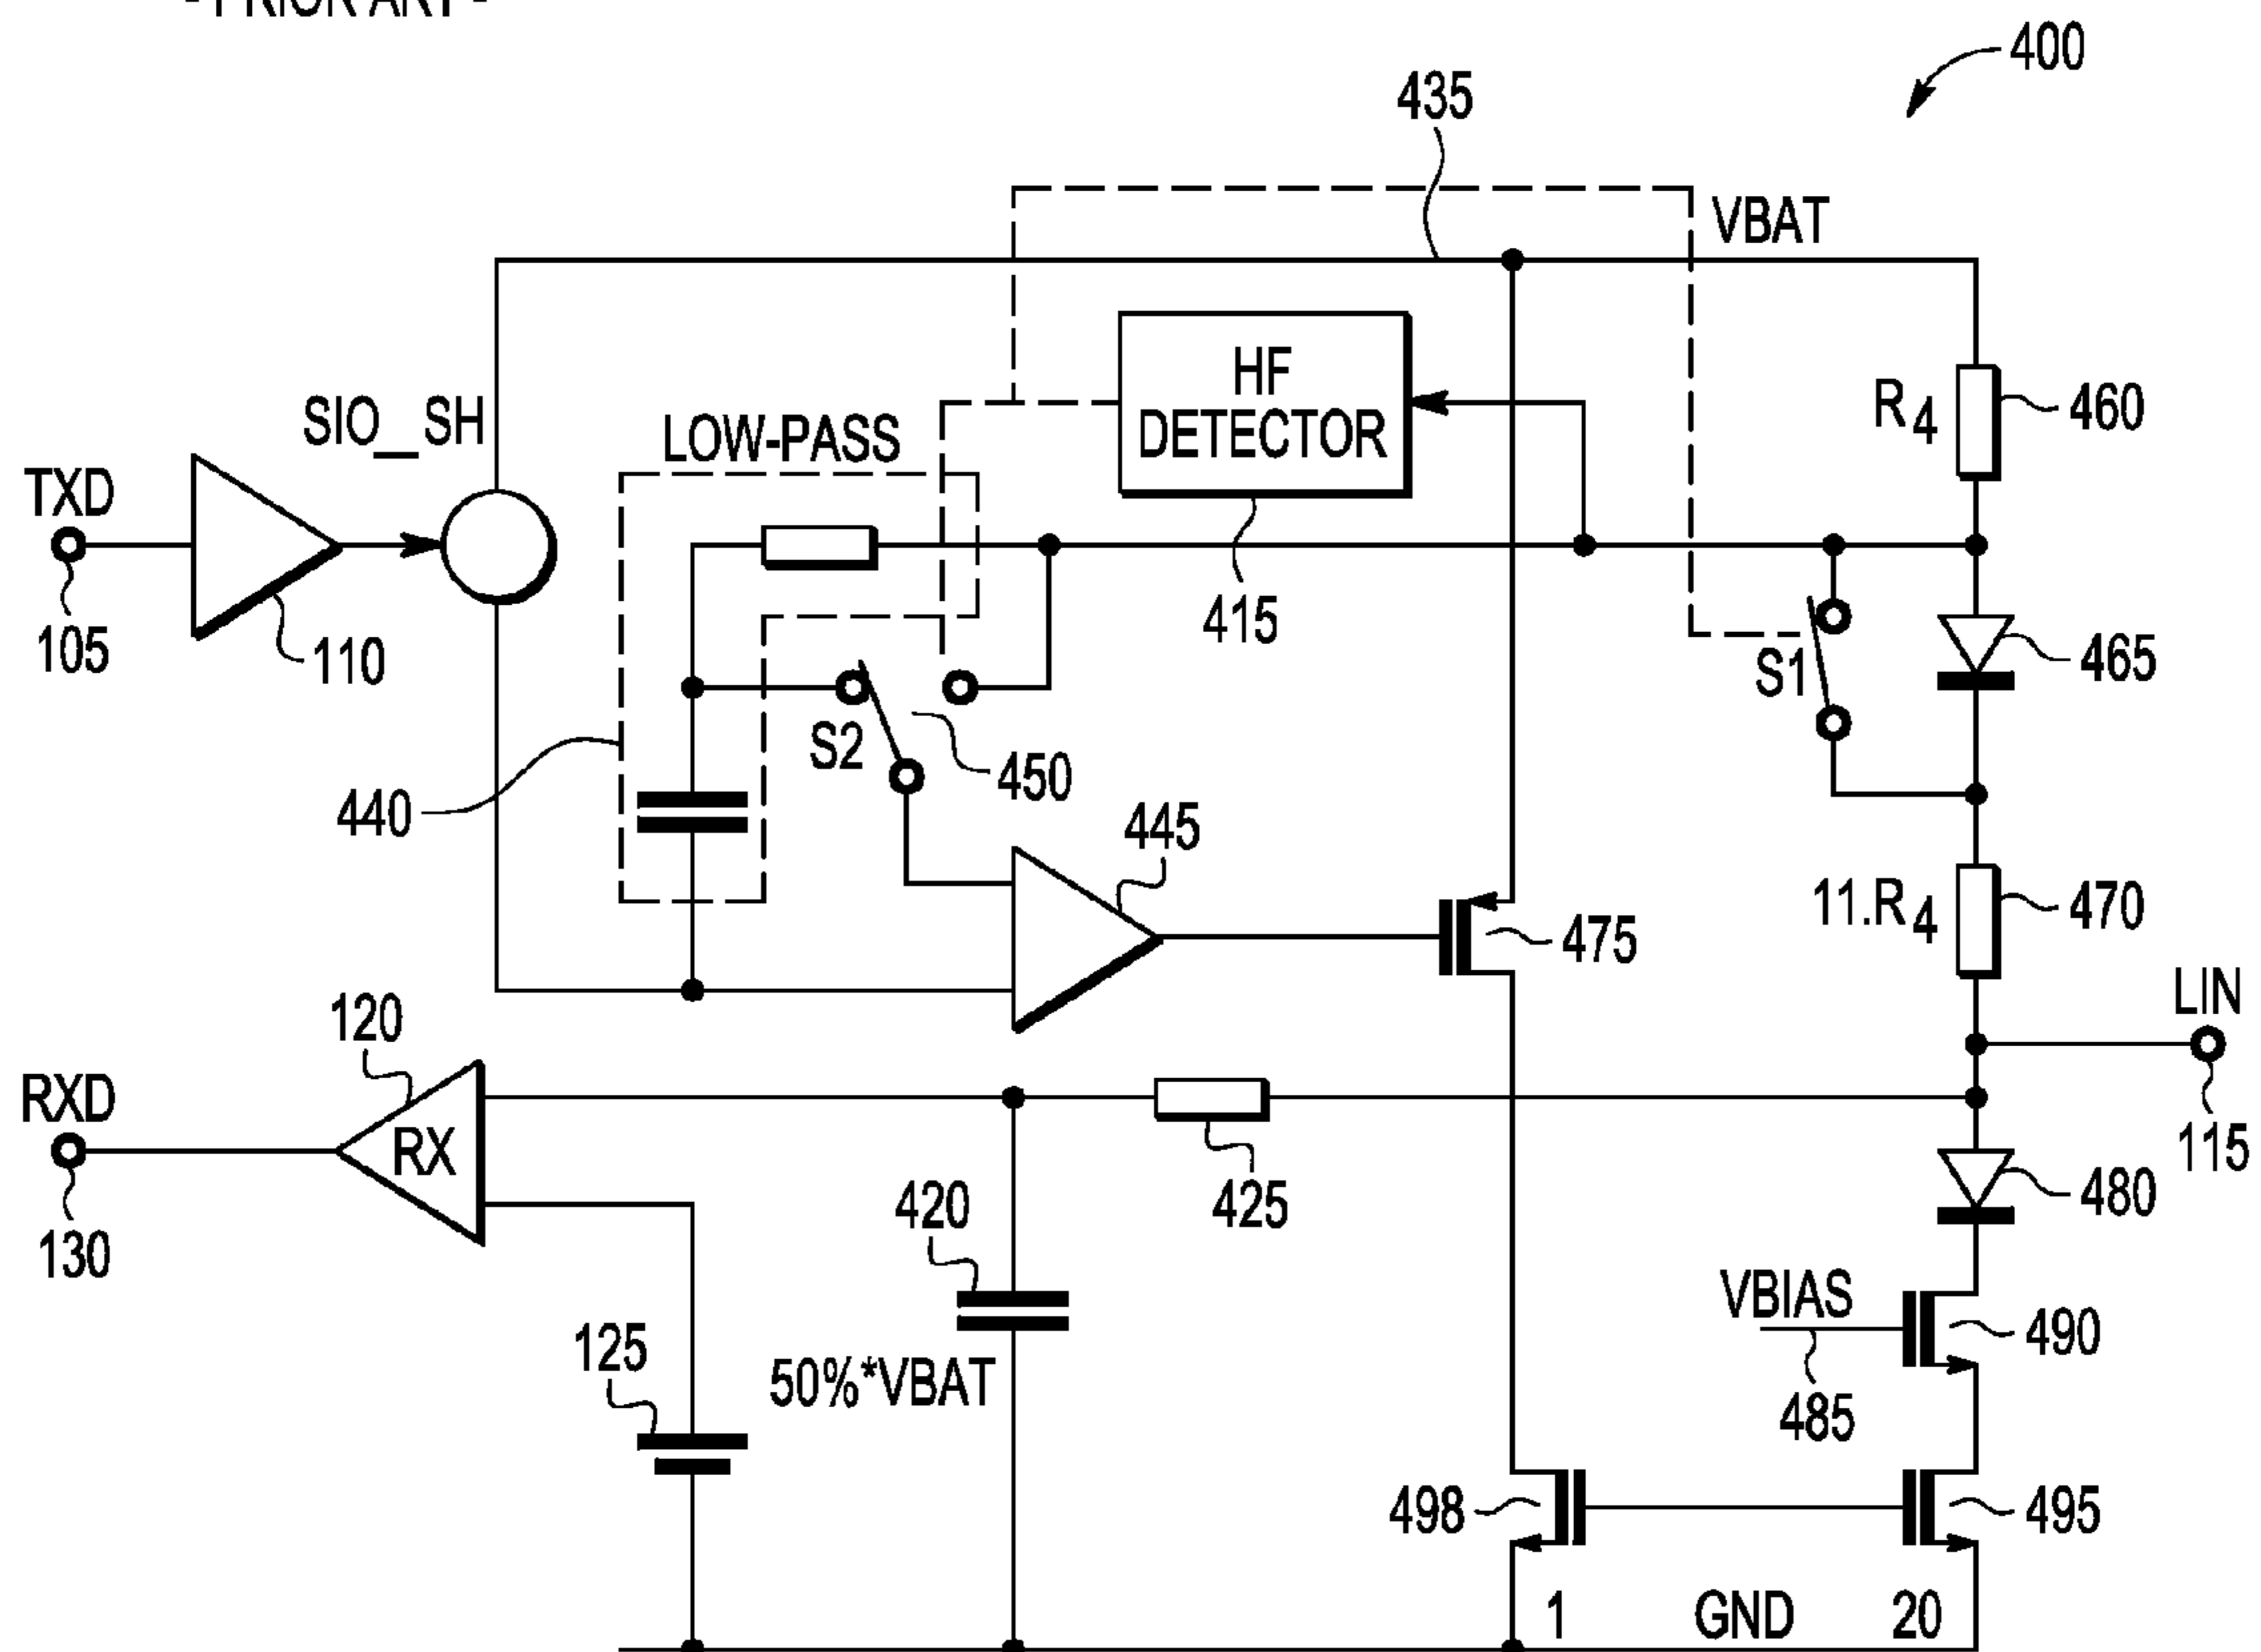 - PRIOR ART -
400
435
VBAT
HF
DETECTOR
R4
460
SIO_SH
LOW-PASS
TXD
105
110
415
S1
465
S2
450
440
445
11.R4
470
475
LIN
115
120
RXD
RX
130
420
425
480
VBIAS
490
125
50%*VBAT
485
498
495
1
GND
20